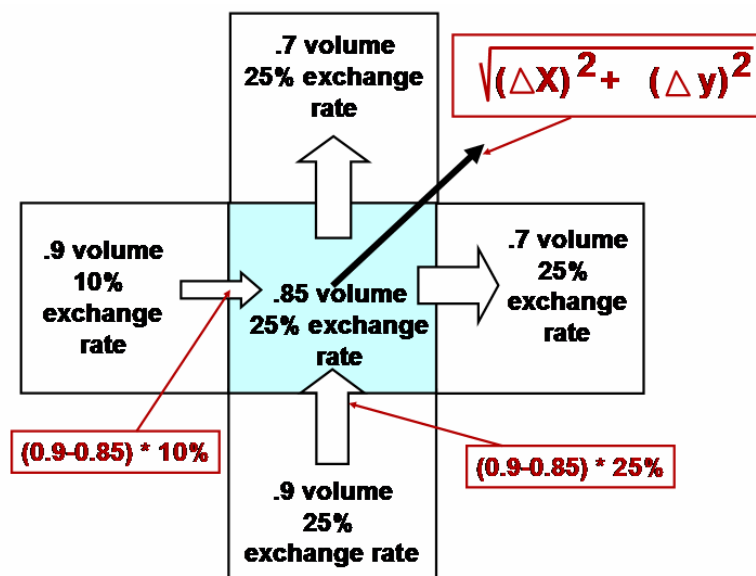 .7 volume
25% exchange
rate
√(△X)² + (△y)²
.9 volume
10%
exchange
rate
.85 volume
25% exchange
rate
.7 volume
25%
exchange
rate
(0.9-0.85) * 10%
(0.9-0.85) * 25%
.9 volume
25%
exchange rate